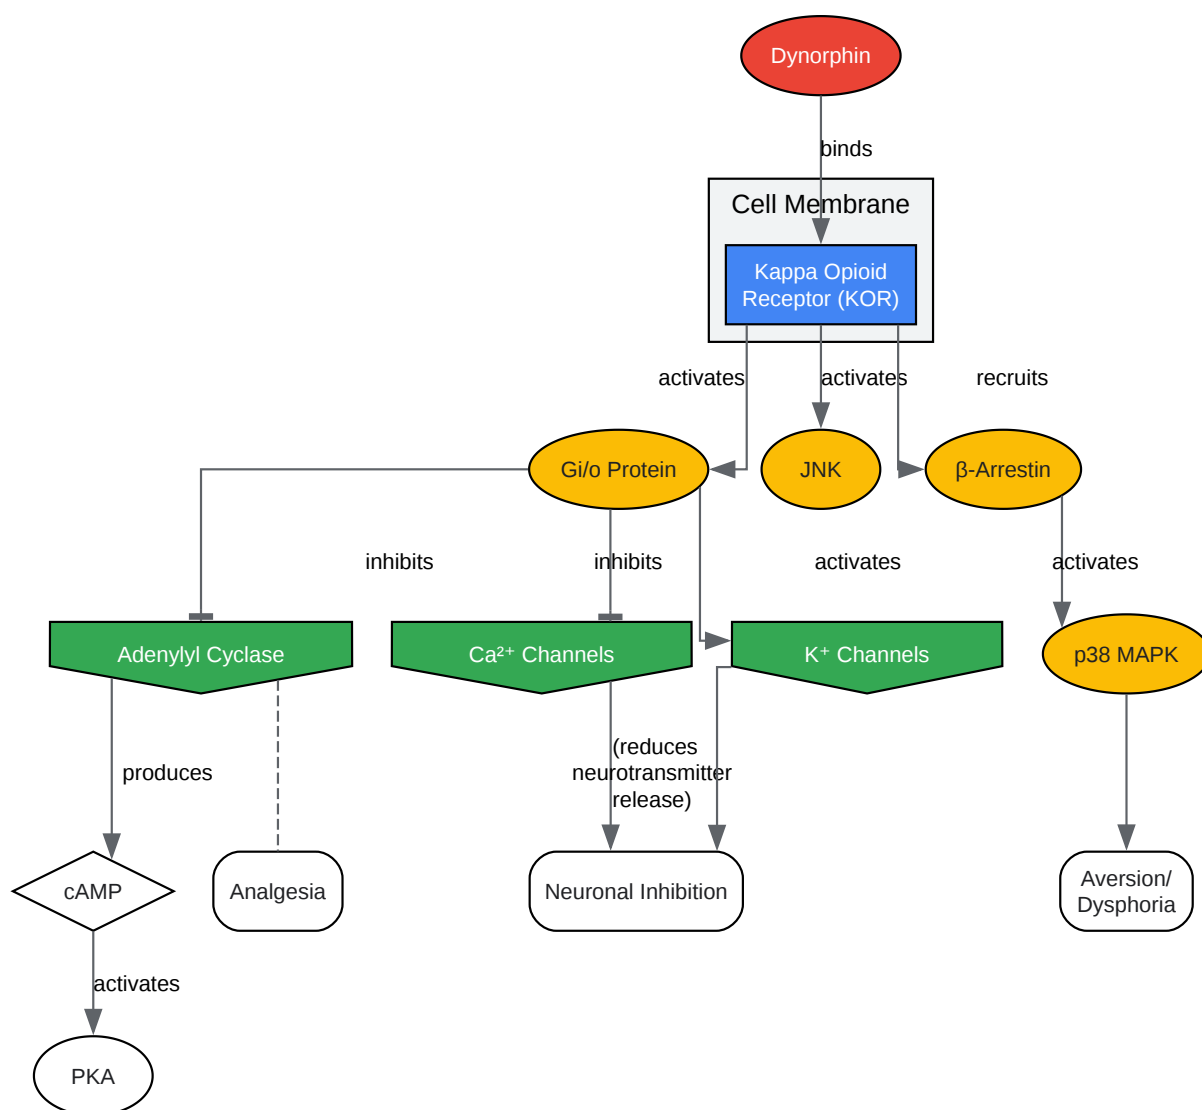 Dynorphin
binds
Cell Membrane
Kappa Opioid
Receptor (KOR)
activates
activates
recruits
Gi/o Protein
JNK
β-Arrestin
inhibits
inhibits
activates
activates
Adenylyl Cyclase
Ca²⁺ Channels
K⁺ Channels
p38 MAPK
produces
(reduces
neurotransmitter
release)
cAMP
Analgesia
Neuronal Inhibition
Aversion/
Dysphoria
activates
PKA